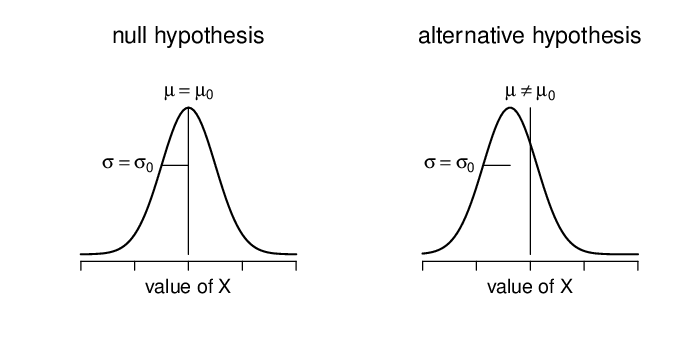 null hypothesis
μ = μ₀
σ = σ₀
value of X
alternative hypothesis
μ ≠ μ₀
σ = σ₀
value of X